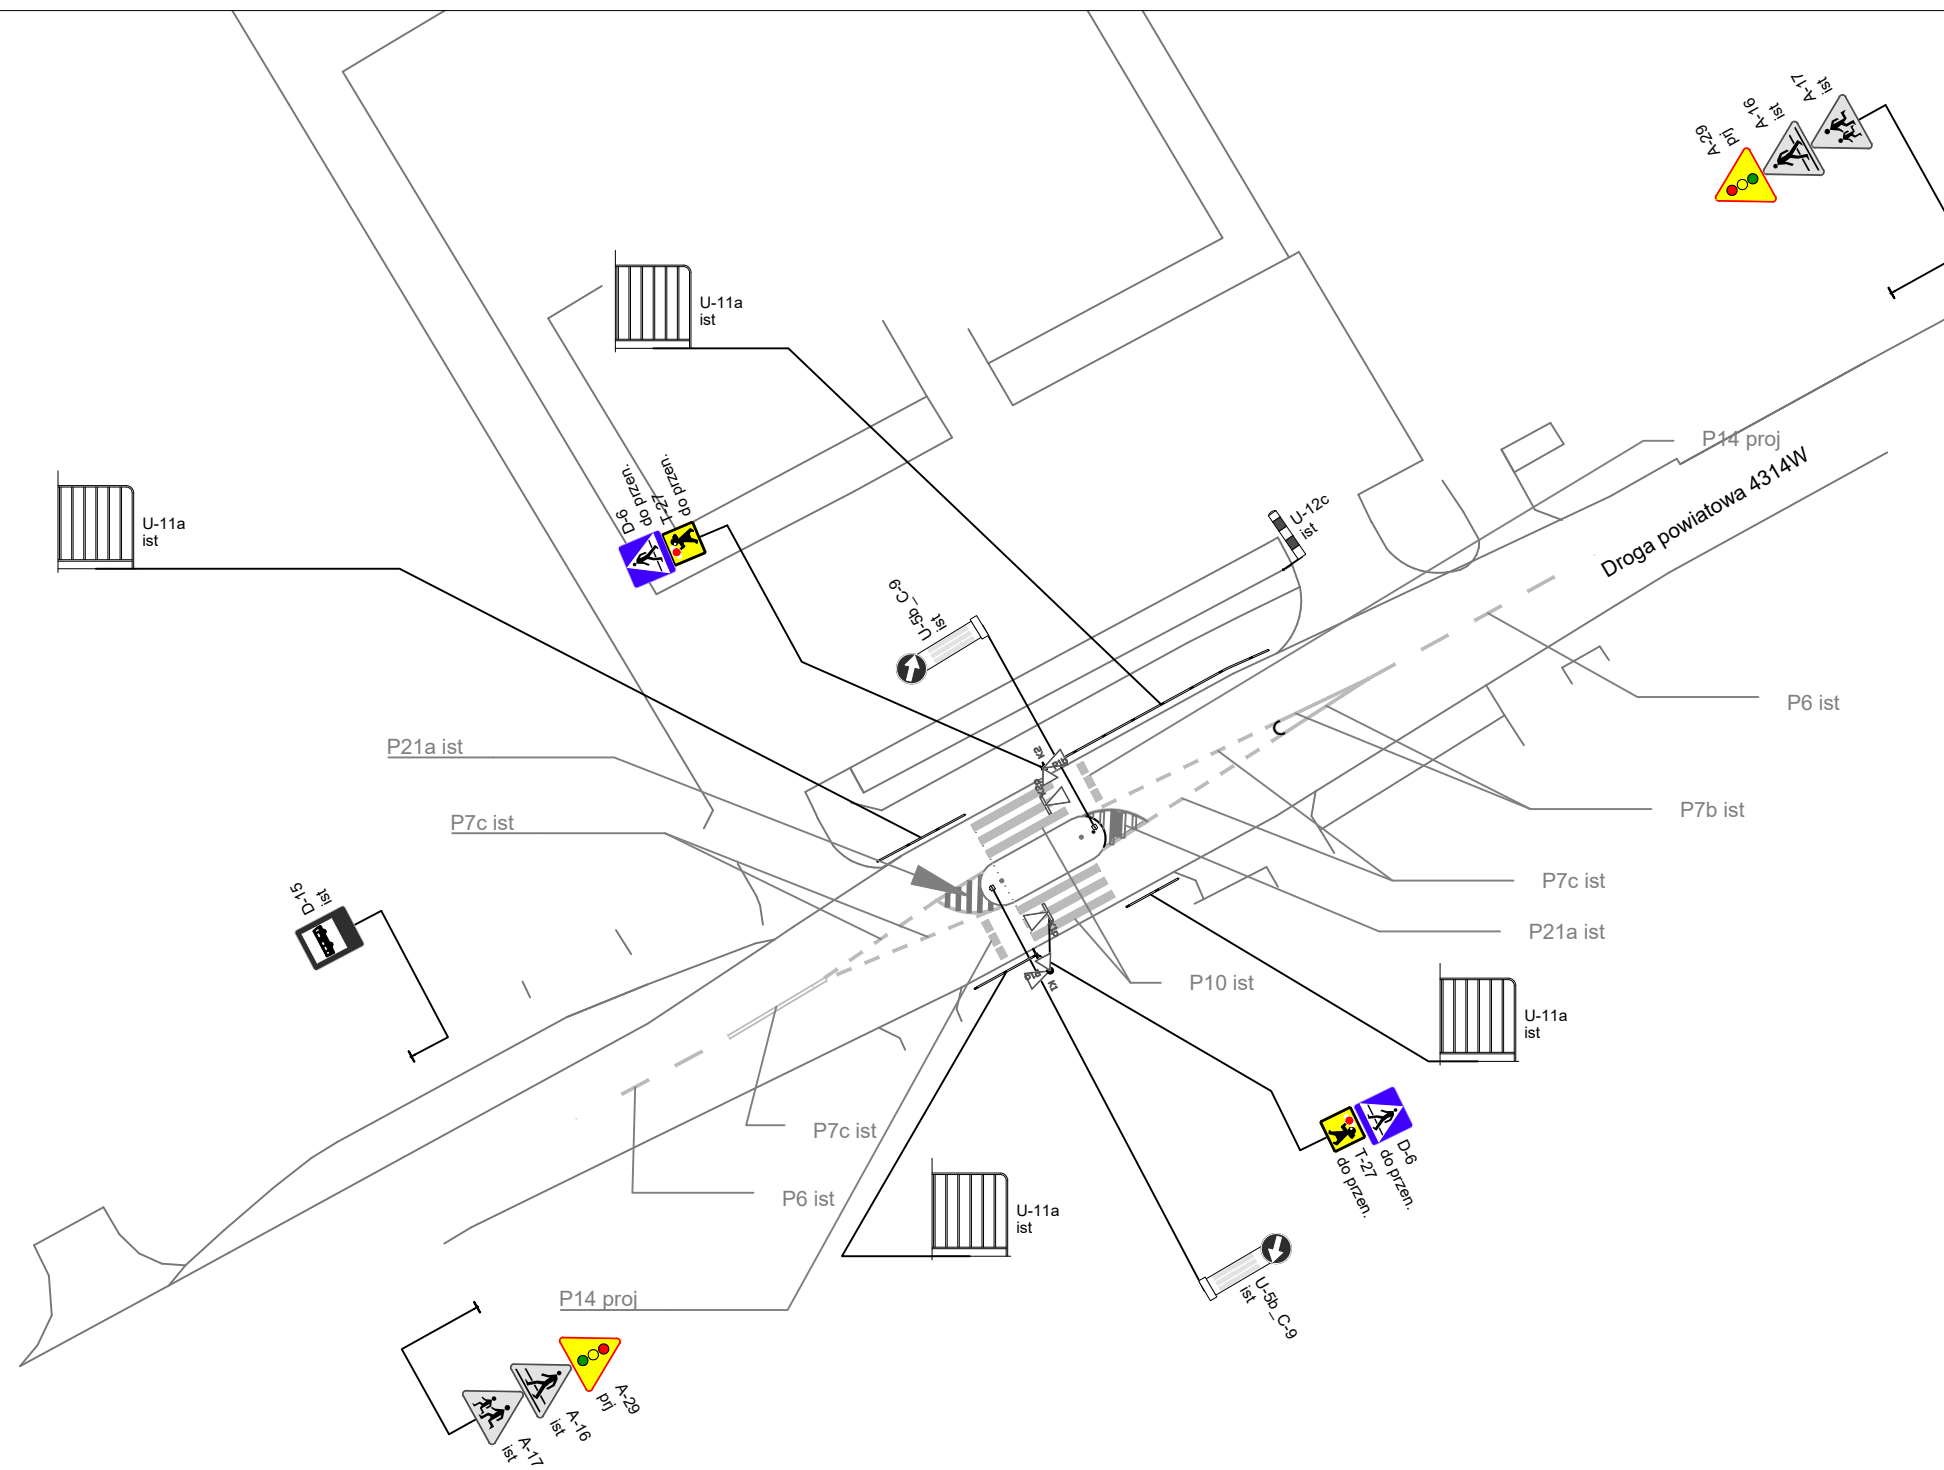 A-17
ist
A-16
ist
A-29
prj
U-11a
ist
P14 proj
Droga powiatowa 4314W
D-6
do przen.
T-27
do przen.
U-12c
ist
U-11a
ist
U-5b_C-9
ist
P6 ist
P21a ist
P7b ist
P7c ist
K2
P7c ist
D-15
ist
P21a ist
P10 ist
K1
U-11a
ist
P7c ist
T-27
do przen.
D-6
do przen.
P6 ist
U-11a
ist
U-5b_C-9
ist
P14 proj
A-29
prj
A-16
ist
A-17
ist